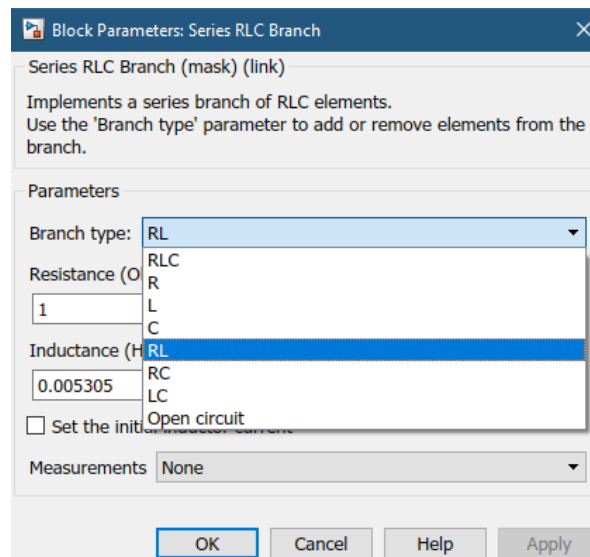 Block Parameters: Series RLC Branch
Series RLC Branch (mask) (link)
Implements a series branch of RLC elements.
Use the 'Branch type' parameter to add or remove elements from the
branch.
Parameters
Branch type: RL
RLC
Resistance (O
R
1
L
C
Inductance (H
RL
RC
0.005305
LC
Open circuit
Set the initial inductor current
Measurements None
OK Cancel Help Apply